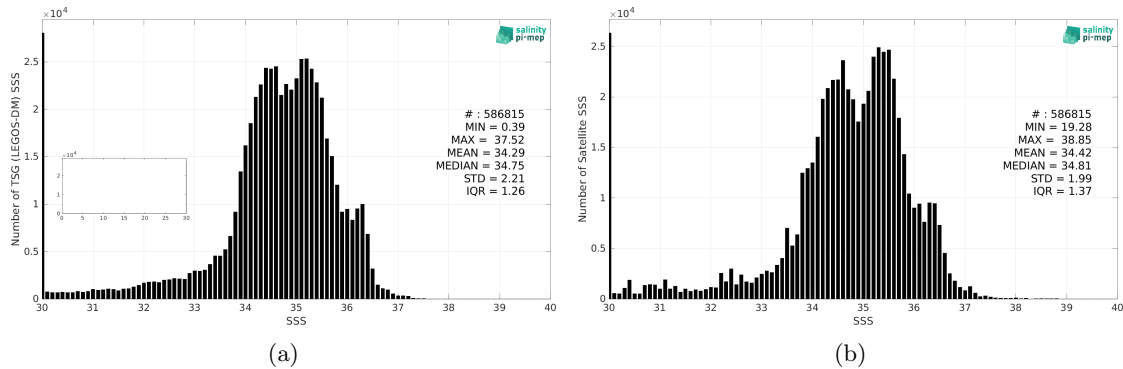 ×10⁴
2.5
2
1.5
1
0.5
0
Number of TSG (LEGOS-DM) SSS
salinity
pi-mep
# : 586815
MIN = 0.39
MAX = 37.52
MEAN = 34.29
MEDIAN = 34.75
STD = 2.21
IQR = 1.26
×10⁴
2
1
0
0 5 10 15 20 25 30
30 31 32 33 34 35 36 37 38 39 40
SSS
(a)
×10⁴
2.5
2
1.5
1
0.5
0
Number of Satellite SSS
salinity
pi-mep
# : 586815
MIN = 19.28
MAX = 38.85
MEAN = 34.42
MEDIAN = 34.81
STD = 1.99
IQR = 1.37
30 31 32 33 34 35 36 37 38 39 40
SSS
(b)